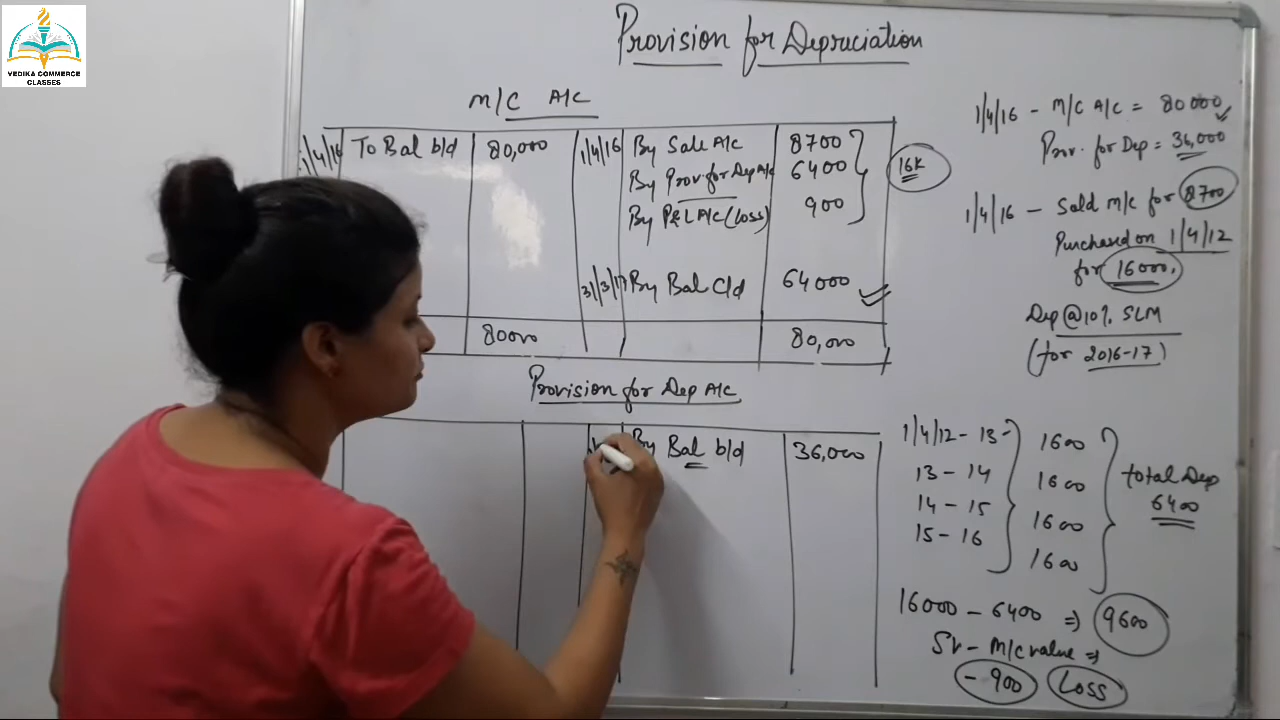 VEDIKA COMMERCE
CLASSES
Provision for Depreciation
M/C A/C
1/4/16 To Bal b/d 80,000 1/4/16 By Sale A/C 8700
By Prov. for Dep A/c 6400
By P&L A/C (Loss) 900
16K
31/3/17 By Bal C/d 64000
80000 80,000
Provision for Dep A/C
By Bal b/d 36,000
1/4/16 - M/C A/C = 80000
Prov. for Dep = 36,000
1/4/16 - Sold m/c for 8700
Purchased on 1/4/12
for 16000.
Dep@10% SLM
(for 2016-17)
1/4/12 - 13 - 1600
13 - 14 1600
14 - 15 1600
15 - 16 1600
total Dep
6400
16000 - 6400 ⇒ 9600
SV - M/C value ⇒
- 900 Loss